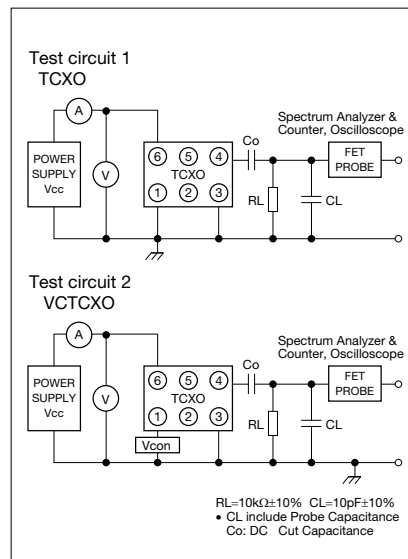 Test circuit 1
TCXO
A
Spectrum Analyzer &
Counter, Oscilloscope
Co
POWER
SUPPLY
Vcc
V
6 5 4
TCXO
1 2 3
RL
CL
FET
PROBE
Test circuit 2
VCTCXO
A
Spectrum Analyzer &
Counter, Oscilloscope
Co
POWER
SUPPLY
Vcc
V
6 5 4
TCXO
1 2 3
Vcon
RL
CL
FET
PROBE
RL=10kΩ±10% CL=10pF±10%
• CL include Probe Capacitance
Co: DC Cut Capacitance